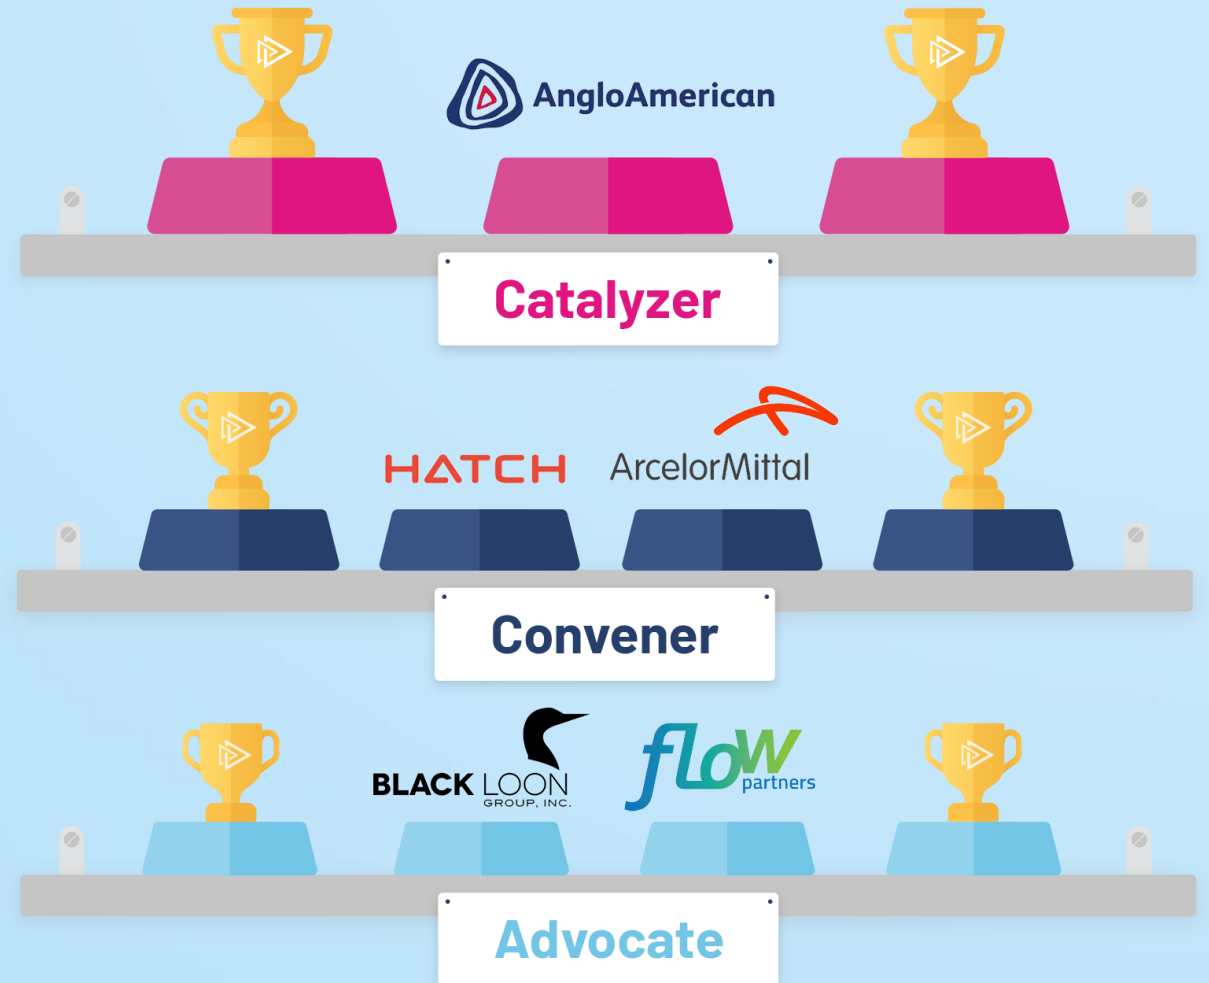 AngloAmerican
Catalyzer
HATCH
ArcelorMittal
Convener
BLACK LOON
GROUP, INC.
flow
partners
Advocate